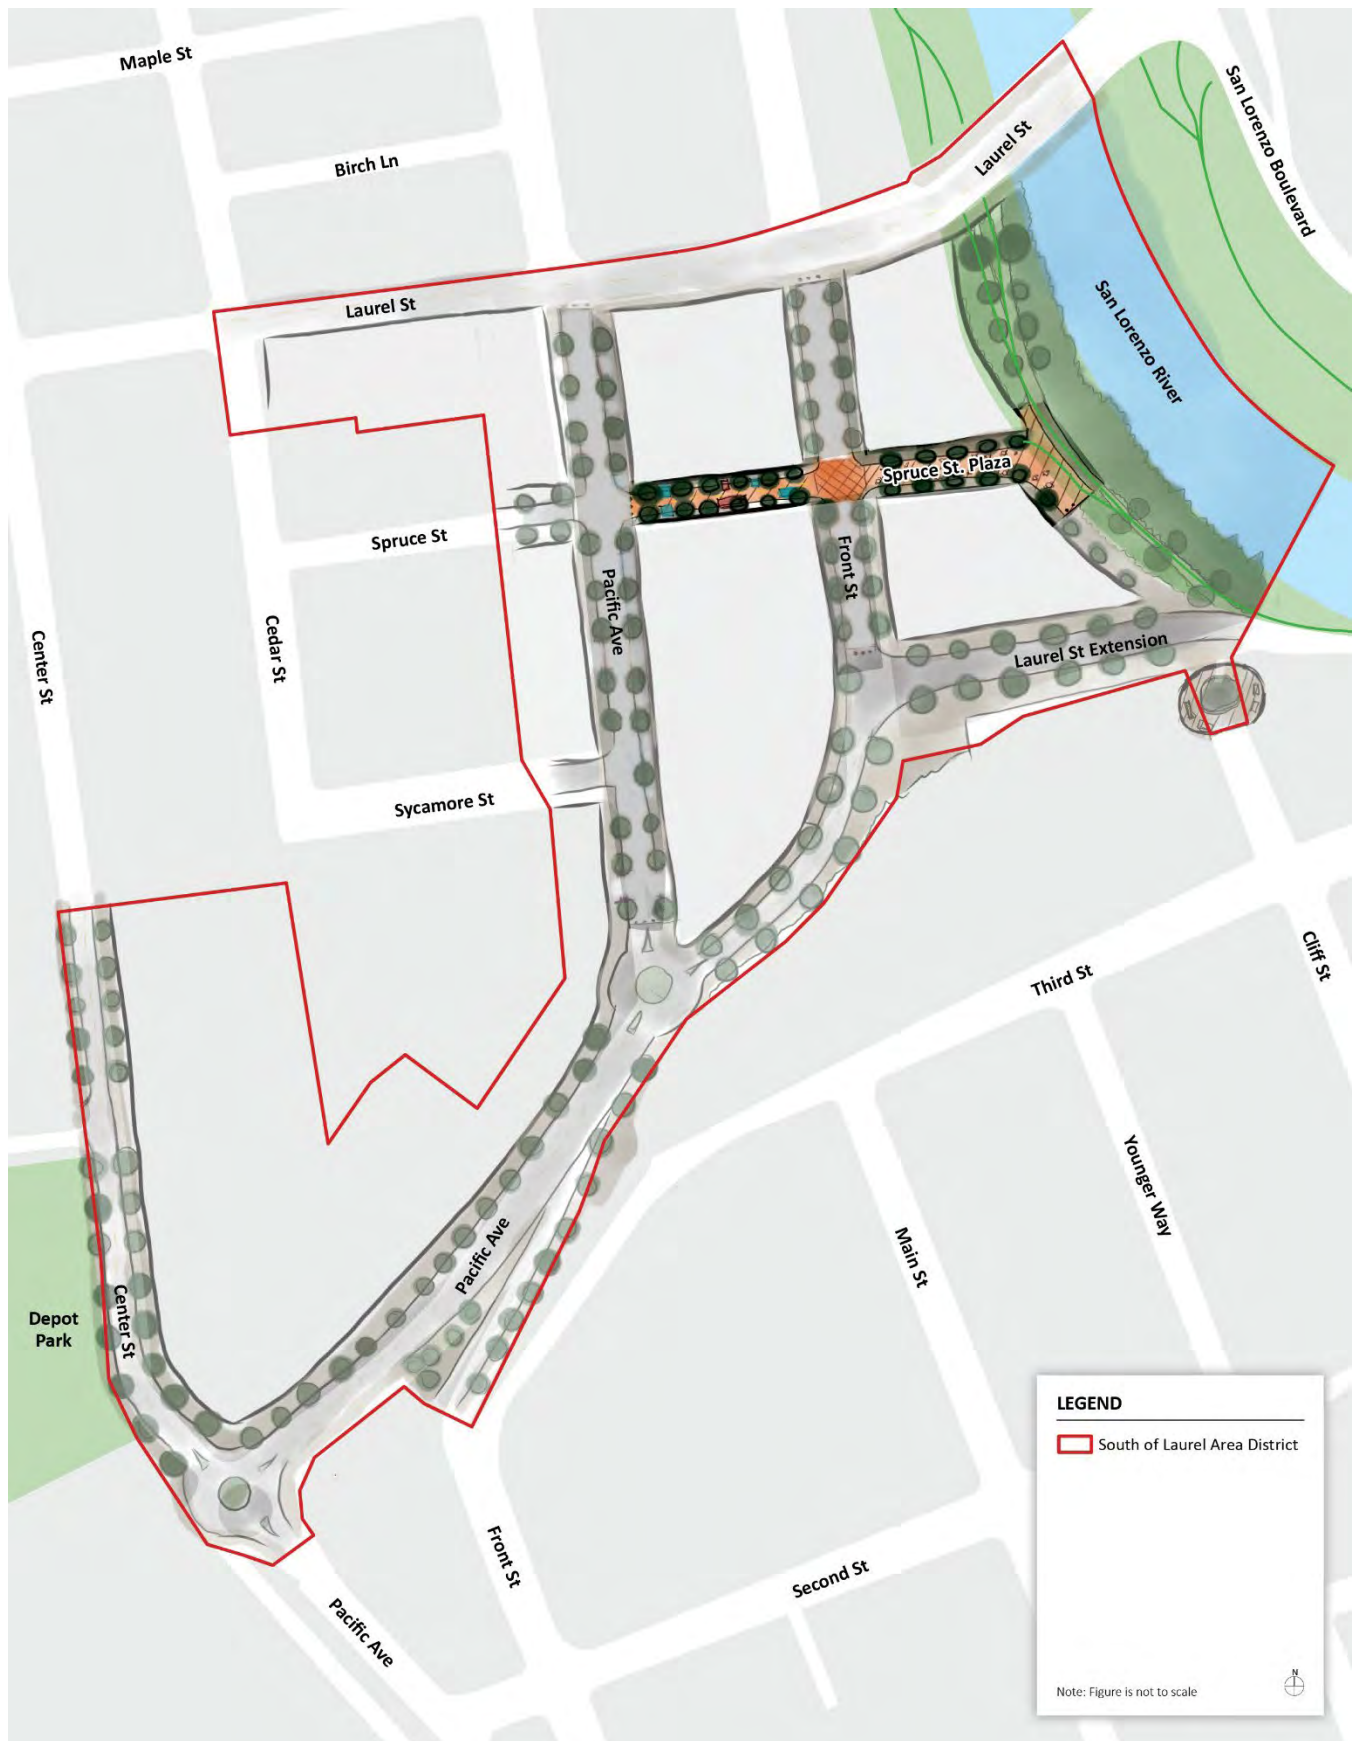 Maple St
Birch Ln
Laurel St
San Lorenzo Boulevard
Laurel St
San Lorenzo River
Spruce St. Plaza
Spruce St
Pacific Ave
Front St
Center St
Cedar St
Laurel St Extension
Sycamore St
Cliff St
Third St
Younger Way
Main St
Pacific Ave
Depot
Park
Center St
LEGEND
South of Laurel Area District
Front St
Second St
Pacific Ave
N
Note: Figure is not to scale